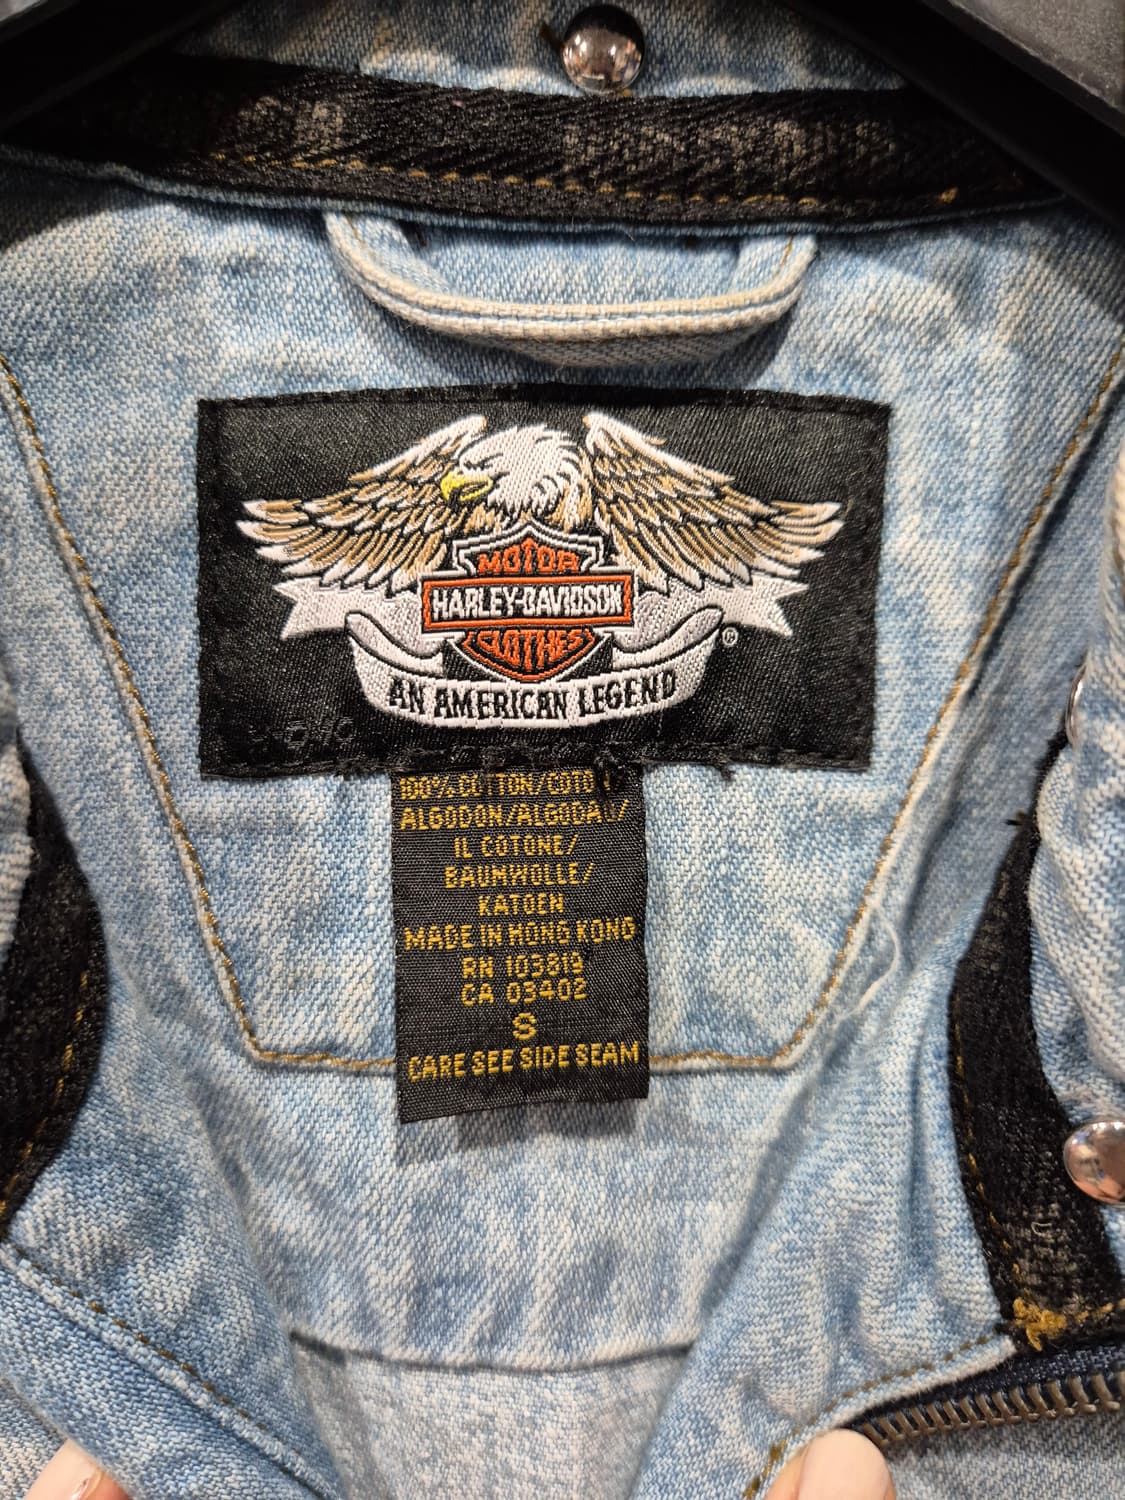 MOTOR
HARLEY-DAVIDSON
CLOTHES
®
AN AMERICAN LEGEND
100% COTTON/COTO
ALGODON/ALGODAO/
IL COTONE/
BAUMWOLLE/
KATOEN
MADE IN HONG KONG
RN 103819
CA 03402
S
CARE SEE SIDE SEAM